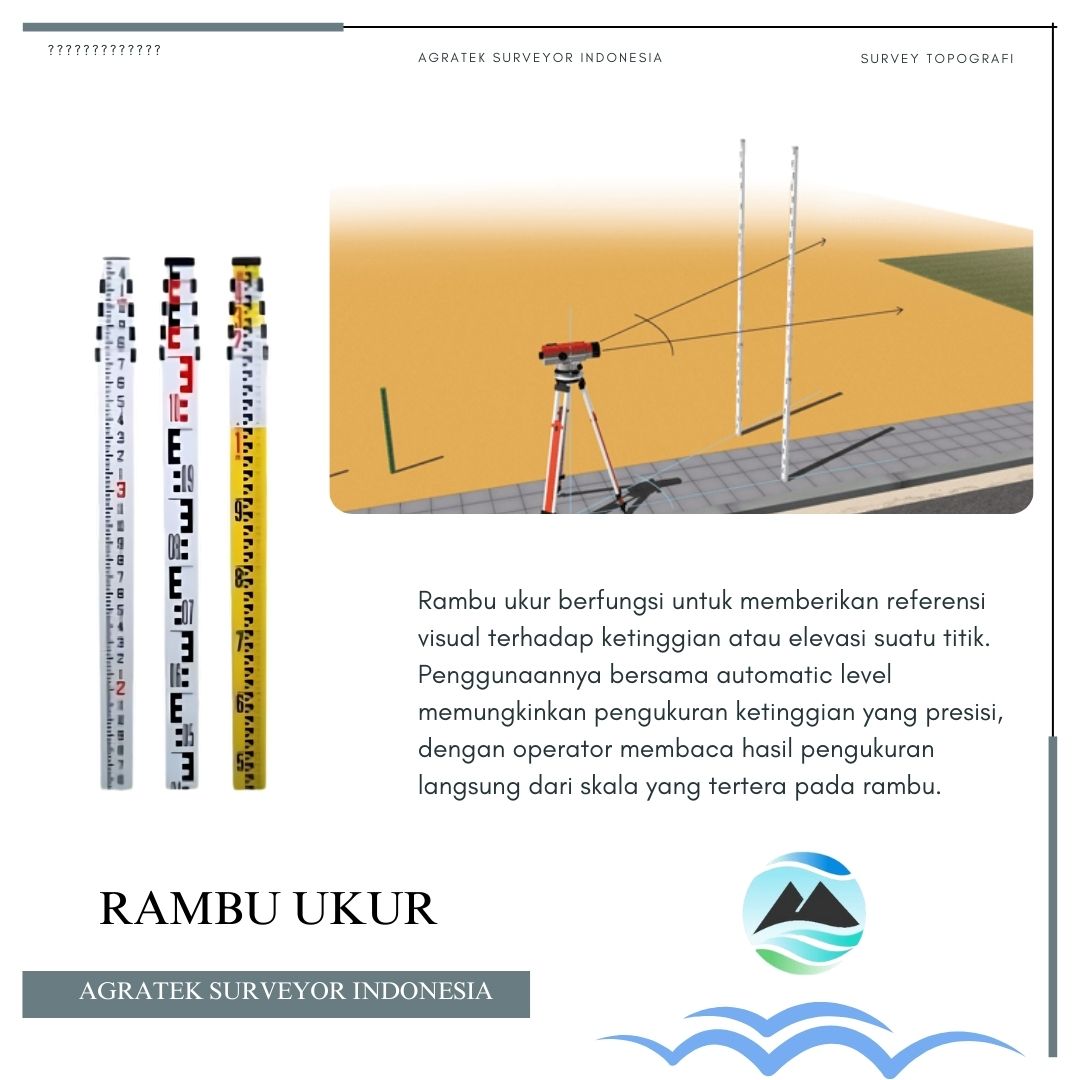 ?????????????
AGRATEK SURVEYOR INDONESIA
SURVEY TOPOGRAFI
Rambu ukur berfungsi untuk memberikan referensi
visual terhadap ketinggian atau elevasi suatu titik.
Penggunaannya bersama automatic level
memungkinkan pengukuran ketinggian yang presisi,
dengan operator membaca hasil pengukuran
langsung dari skala yang tertera pada rambu.
RAMBU UKUR
AGRATEK SURVEYOR INDONESIA